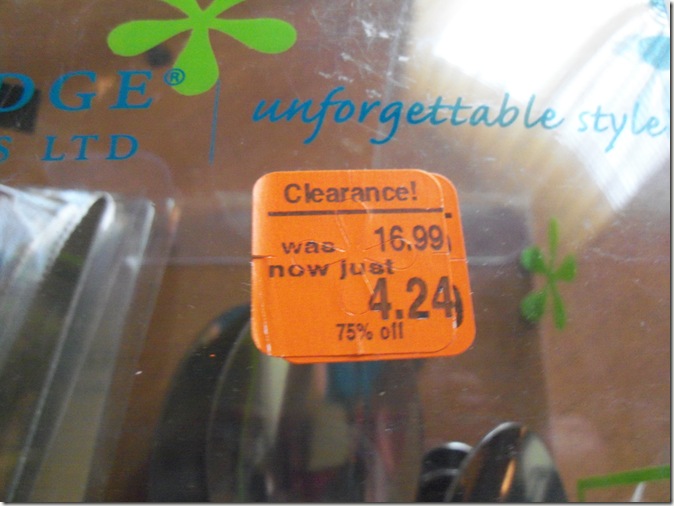 DGE®
S LTD
unforgettable style
Clearance!
was 16.99
now just
4.24
75% off